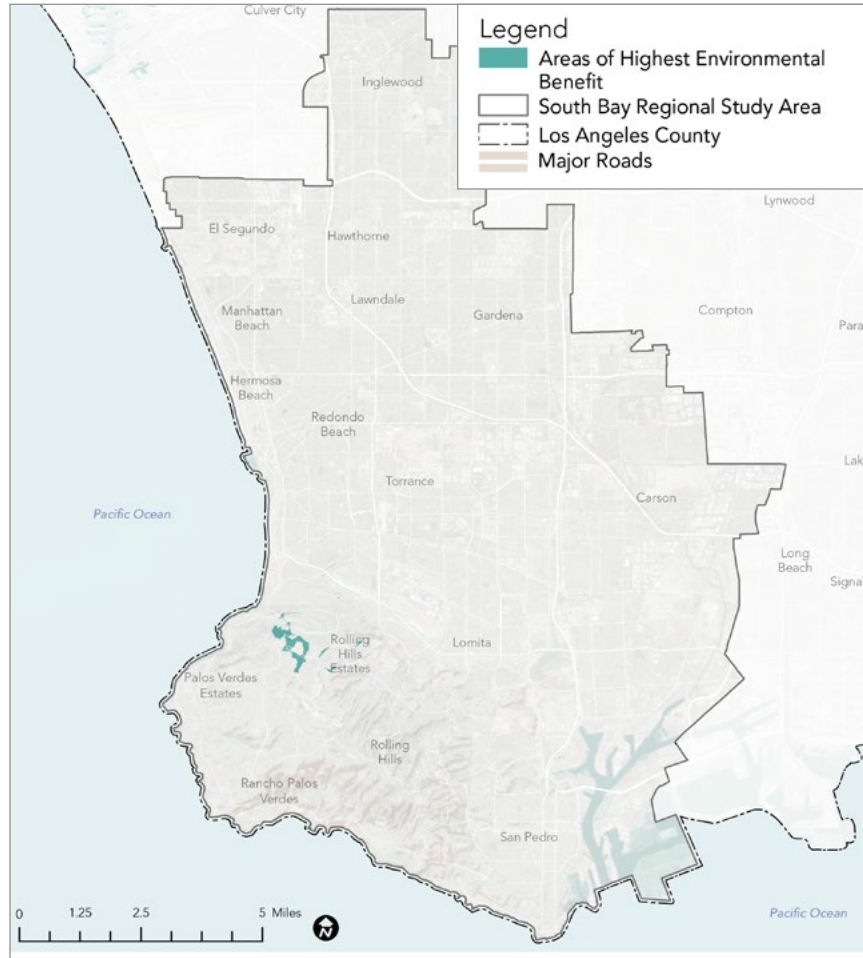 Culver City
Legend
Areas of Highest Environmental
Benefit
South Bay Regional Study Area
Los Angeles County
Major Roads
Inglewood
Lynwood
El Segundo
Hawthorne
Lawndale
Manhattan
Beach
Gardena
Compton
Para
Hermosa
Beach
Redondo
Beach
Torrance
Lak
Carson
Pacific Ocean
Long
Beach
Signa
Rolling
Hills
Estates
Lomita
Palos Verdes
Estates
Rolling
Hills
Rancho Palos
Verdes
San Pedro
0 1.25 2.5 5 Miles
N
Pacific Ocean